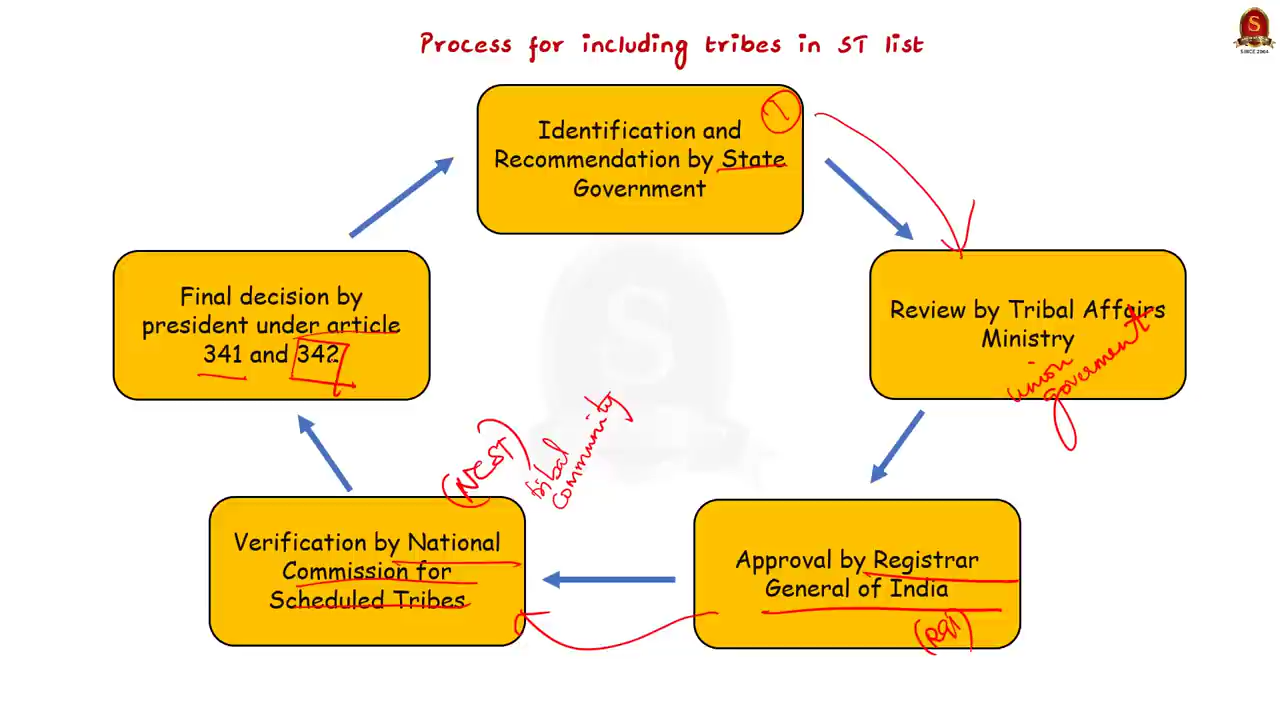 Process for including tribes in ST list
S
SINCE 2004
Identification and
Recommendation by State
Government
1
Review by Tribal Affairs
Ministry
union
goverment
Approval by Registrar
General of India
(RGI)
(NCST)
tribal
community
Verification by National
Commission for
Scheduled Tribes
Final decision by
president under article
341 and 342
S